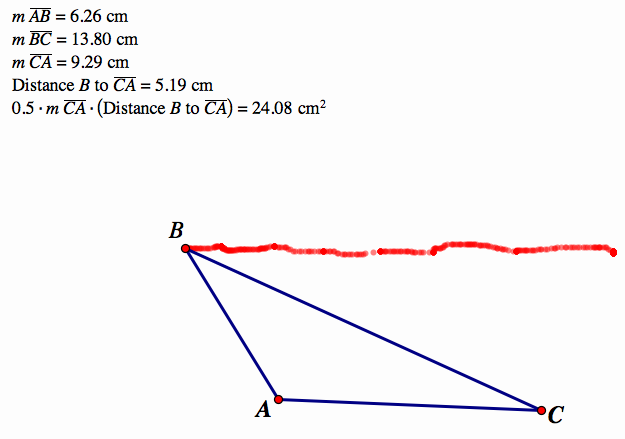 m AB = 6.26 cm
m BC = 13.80 cm
m CA = 9.29 cm
Distance B to CA = 5.19 cm
0.5 · m CA · (Distance B to CA) = 24.08 cm²
B
A
C